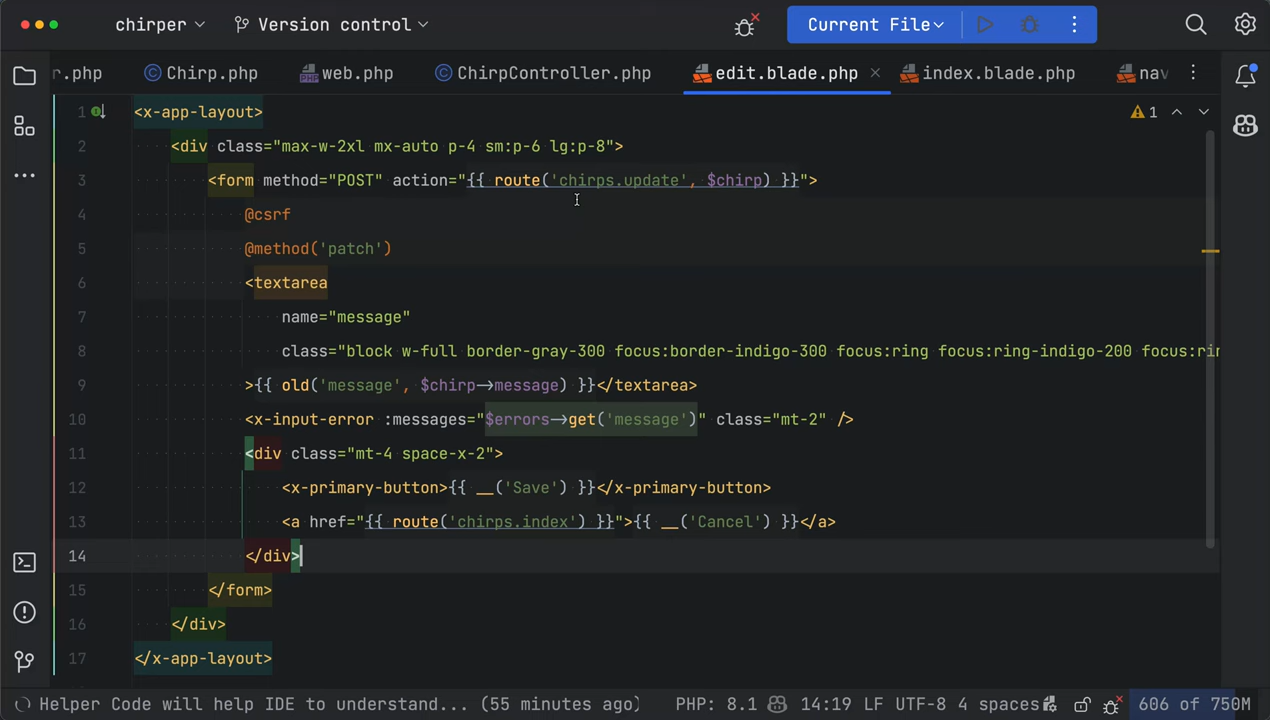 chirper Version control Current File
r.php Chirp.php web.php ChirpController.php edit.blade.php index.blade.php nav
1 <x-app-layout> 1
2 <div class="max-w-2xl mx-auto p-4 sm:p-6 lg:p-8">
3 <form method="POST" action="{{ route('chirps.update', $chirp) }}">
4 @csrf
5 @method('patch')
6 <textarea
7 name="message"
8 class="block w-full border-gray-300 focus:border-indigo-300 focus:ring focus:ring-indigo-200 focus:rin
9 >{{ old('message', $chirp->message) }}</textarea>
10 <x-input-error :messages="$errors->get('message')" class="mt-2" />
11 <div class="mt-4 space-x-2">
12 <x-primary-button>{{ __('Save') }}</x-primary-button>
13 <a href="{{ route('chirps.index') }}">{{ __('Cancel') }}</a>
14 </div>
15 </form>
16 </div>
17 </x-app-layout>
Helper Code will help IDE to understand... (55 minutes ago) PHP: 8.1 14:19 LF UTF-8 4 spaces 606 of 750M